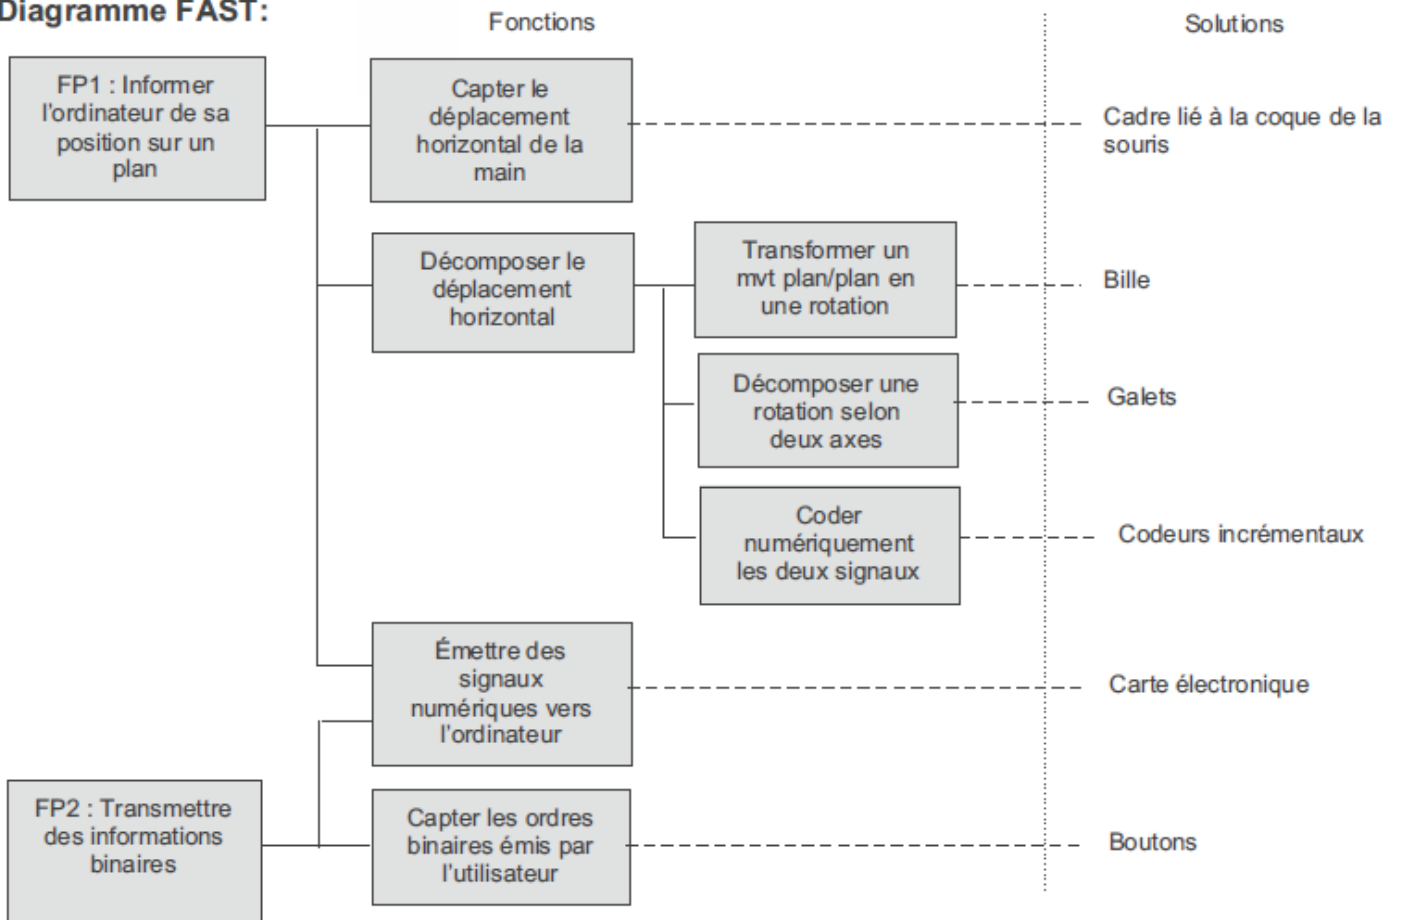 Diagramme FAST:
Fonctions
Solutions
FP1 : Informer
l'ordinateur de sa
position sur un
plan
Capter le
déplacement
horizontal de la
main
Cadre lié à la coque de la
souris
Décomposer le
déplacement
horizontal
Transformer un
mvt plan/plan en
une rotation
Bille
Décomposer une
rotation selon
deux axes
Galets
Coder
numériquement
les deux signaux
Codeurs incrémentaux
Émettre des
signaux
numériques vers
l'ordinateur
Carte électronique
FP2 : Transmettre
des informations
binaires
Capter les ordres
binaires émis par
l'utilisateur
Boutons